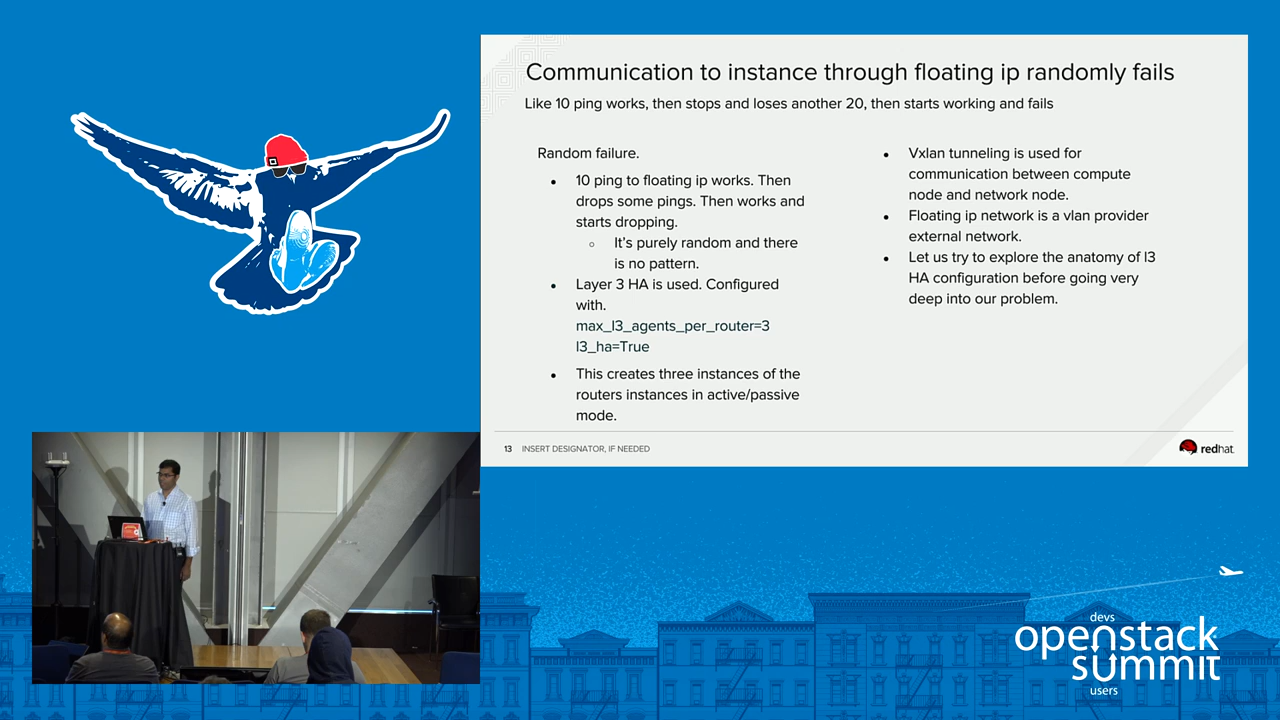 Communication to instance through floating ip randomly fails
Like 10 ping works, then stops and loses another 20, then starts working and fails
Random failure.
• 10 ping to floating ip works. Then
drops some pings. Then works and
starts dropping.
○ It's purely random and there
is no pattern.
• Layer 3 HA is used. Configured
with.
max_l3_agents_per_router=3
l3_ha=True
• This creates three instances of the
routers instances in active/passive
mode.
• Vxlan tunneling is used for
communication between compute
node and network node.
• Floating ip network is a vlan provider
external network.
• Let us try to explore the anatomy of l3
HA configuration before going very
deep into our problem.
13 INSERT DESIGNATOR, IF NEEDED
redhat.
devs
openstack
summit
users